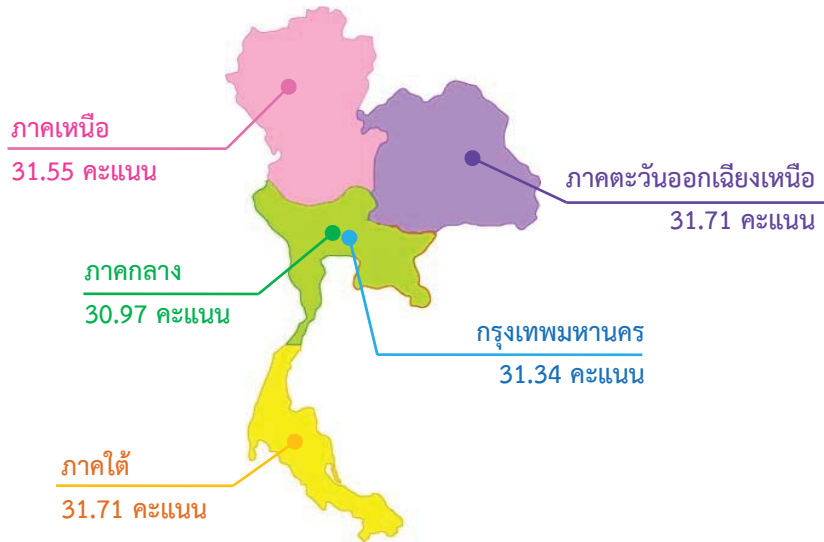 ภาคเหนือ
31.55 คะแนน
ภาคตะวันออกเฉียงเหนือ
31.71 คะแนน
ภาคกลาง
30.97 คะแนน
กรุงเทพมหานคร
31.34 คะแนน
ภาคใต้
31.71 คะแนน